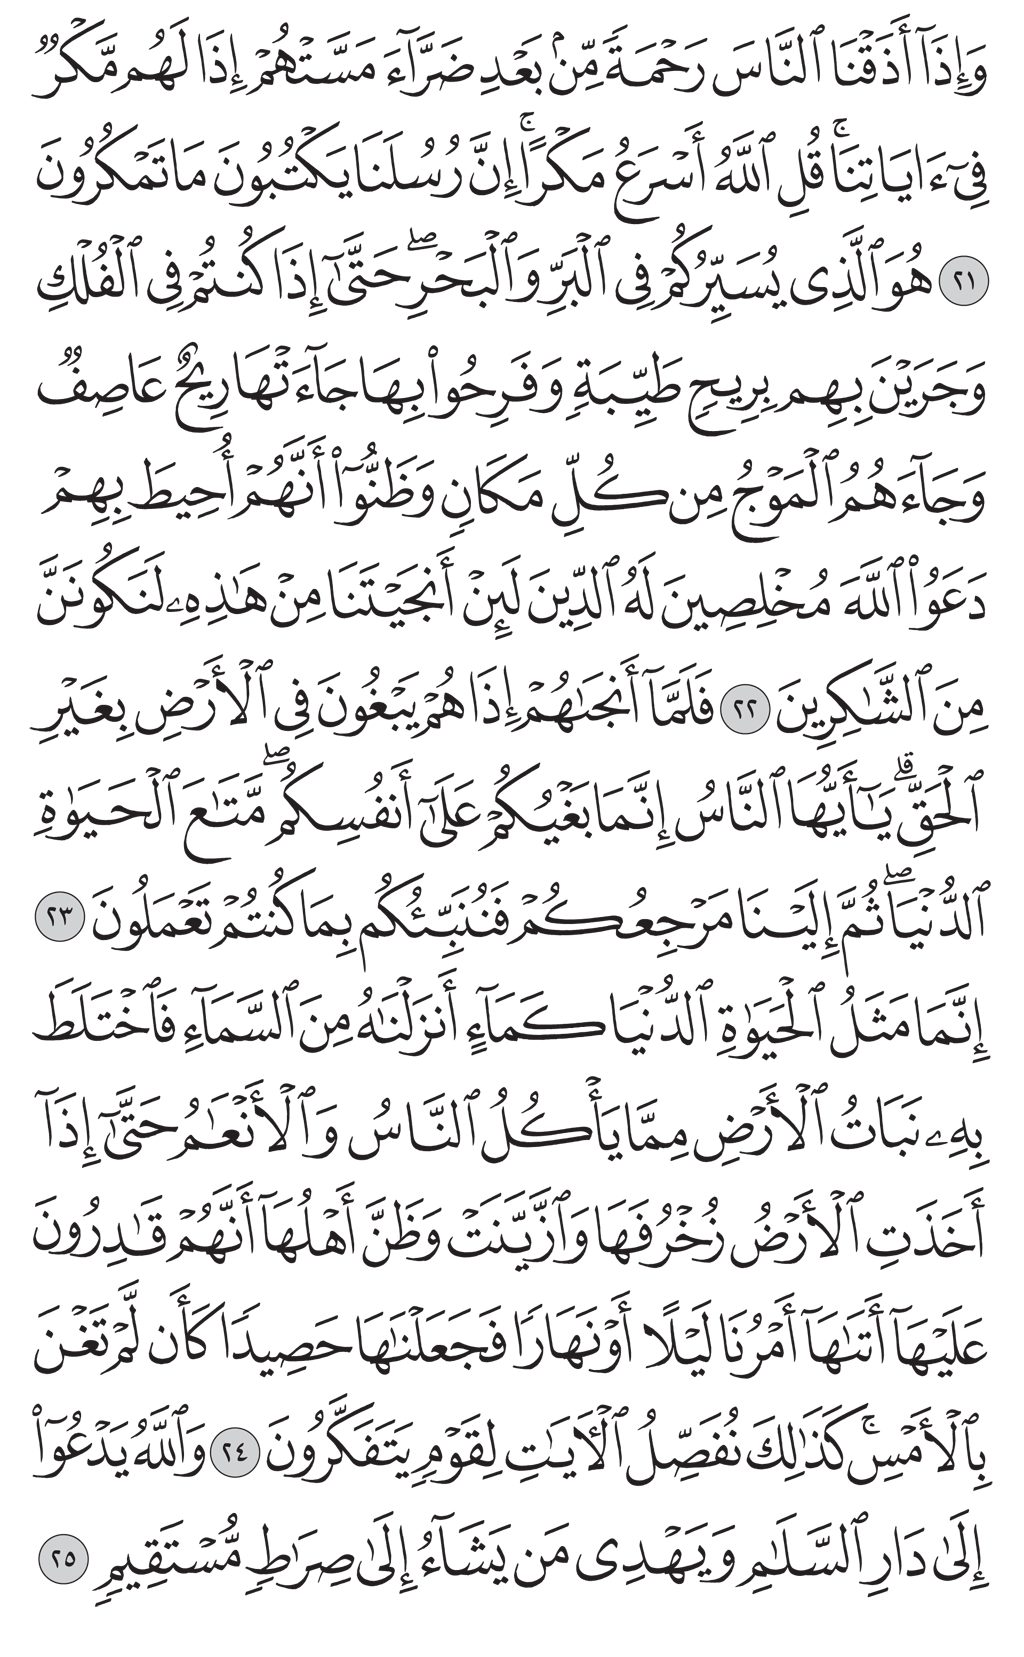 وَإِذَآ أَذَقْنَا ٱلنَّاسَ رَحْمَةً مِّنۢ بَعْدِ ضَرَّآءَ مَسَّتْهُمْ إِذَا لَهُم مَّكْرٌ
فِىٓ ءَايَاتِنَا ۚ قُلِ ٱللَّهُ أَسْرَعُ مَكْرًا ۚ إِنَّ رُسُلَنَا يَكْتُبُونَ مَا تَمْكُرُونَ
٢١ هُوَ ٱلَّذِى يُسَيِّرُكُمْ فِى ٱلْبَرِّ وَٱلْبَحْرِ ۖ حَتَّىٰٓ إِذَا كُنتُمْ فِى ٱلْفُلْكِ
وَجَرَيْنَ بِهِم بِرِيحٍ طَيِّبَةٍ وَفَرِحُوا۟ بِهَا جَآءَتْهَا رِيحٌ عَاصِفٌ
وَجَآءَهُمُ ٱلْمَوْجُ مِن كُلِّ مَكَانٍ وَظَنُّوٓا۟ أَنَّهُمْ أُحِيطَ بِهِمْ
دَعَوُا۟ ٱللَّهَ مُخْلِصِينَ لَهُ ٱلدِّينَ لَئِنْ أَنجَيْتَنَا مِنْ هَـٰذِهِۦ لَنَكُونَنَّ
مِنَ ٱلشَّـٰكِرِينَ ٢٢ فَلَمَّآ أَنجَىٰهُمْ إِذَا هُمْ يَبْغُونَ فِى ٱلْأَرْضِ بِغَيْرِ
ٱلْحَقِّ ۗ يَـٰٓأَيُّهَا ٱلنَّاسُ إِنَّمَا بَغْيُكُمْ عَلَىٰٓ أَنفُسِكُم ۖ مَّتَـٰعَ ٱلْحَيَوٰةِ
ٱلدُّنْيَا ۖ ثُمَّ إِلَيْنَا مَرْجِعُكُمْ فَنُنَبِّئُكُم بِمَا كُنتُمْ تَعْمَلُونَ ٢٣
إِنَّمَا مَثَلُ ٱلْحَيَوٰةِ ٱلدُّنْيَا كَمَآءٍ أَنزَلْنَـٰهُ مِنَ ٱلسَّمَآءِ فَٱخْتَلَطَ
بِهِۦ نَبَاتُ ٱلْأَرْضِ مِمَّا يَأْكُلُ ٱلنَّاسُ وَٱلْأَنْعَـٰمُ حَتَّىٰٓ إِذَآ
أَخَذَتِ ٱلْأَرْضُ زُخْرُفَهَا وَٱزَّيَّنَتْ وَظَنَّ أَهْلُهَآ أَنَّهُمْ قَـٰدِرُونَ
عَلَيْهَآ أَتَىٰهَآ أَمْرُنَا لَيْلًا أَوْ نَهَارًا فَجَعَلْنَـٰهَا حَصِيدًا كَأَن لَّمْ تَغْنَ
بِٱلْأَمْسِ ۚ كَذَٰلِكَ نُفَصِّلُ ٱلْـَٔايَـٰتِ لِقَوْمٍ يَتَفَكَّرُونَ ٢٤ وَٱللَّهُ يَدْعُوٓا۟
إِلَىٰ دَارِ ٱلسَّلَـٰمِ وَيَهْدِى مَن يَشَآءُ إِلَىٰ صِرَٰطٍ مُّسْتَقِيمٍ ٢٥